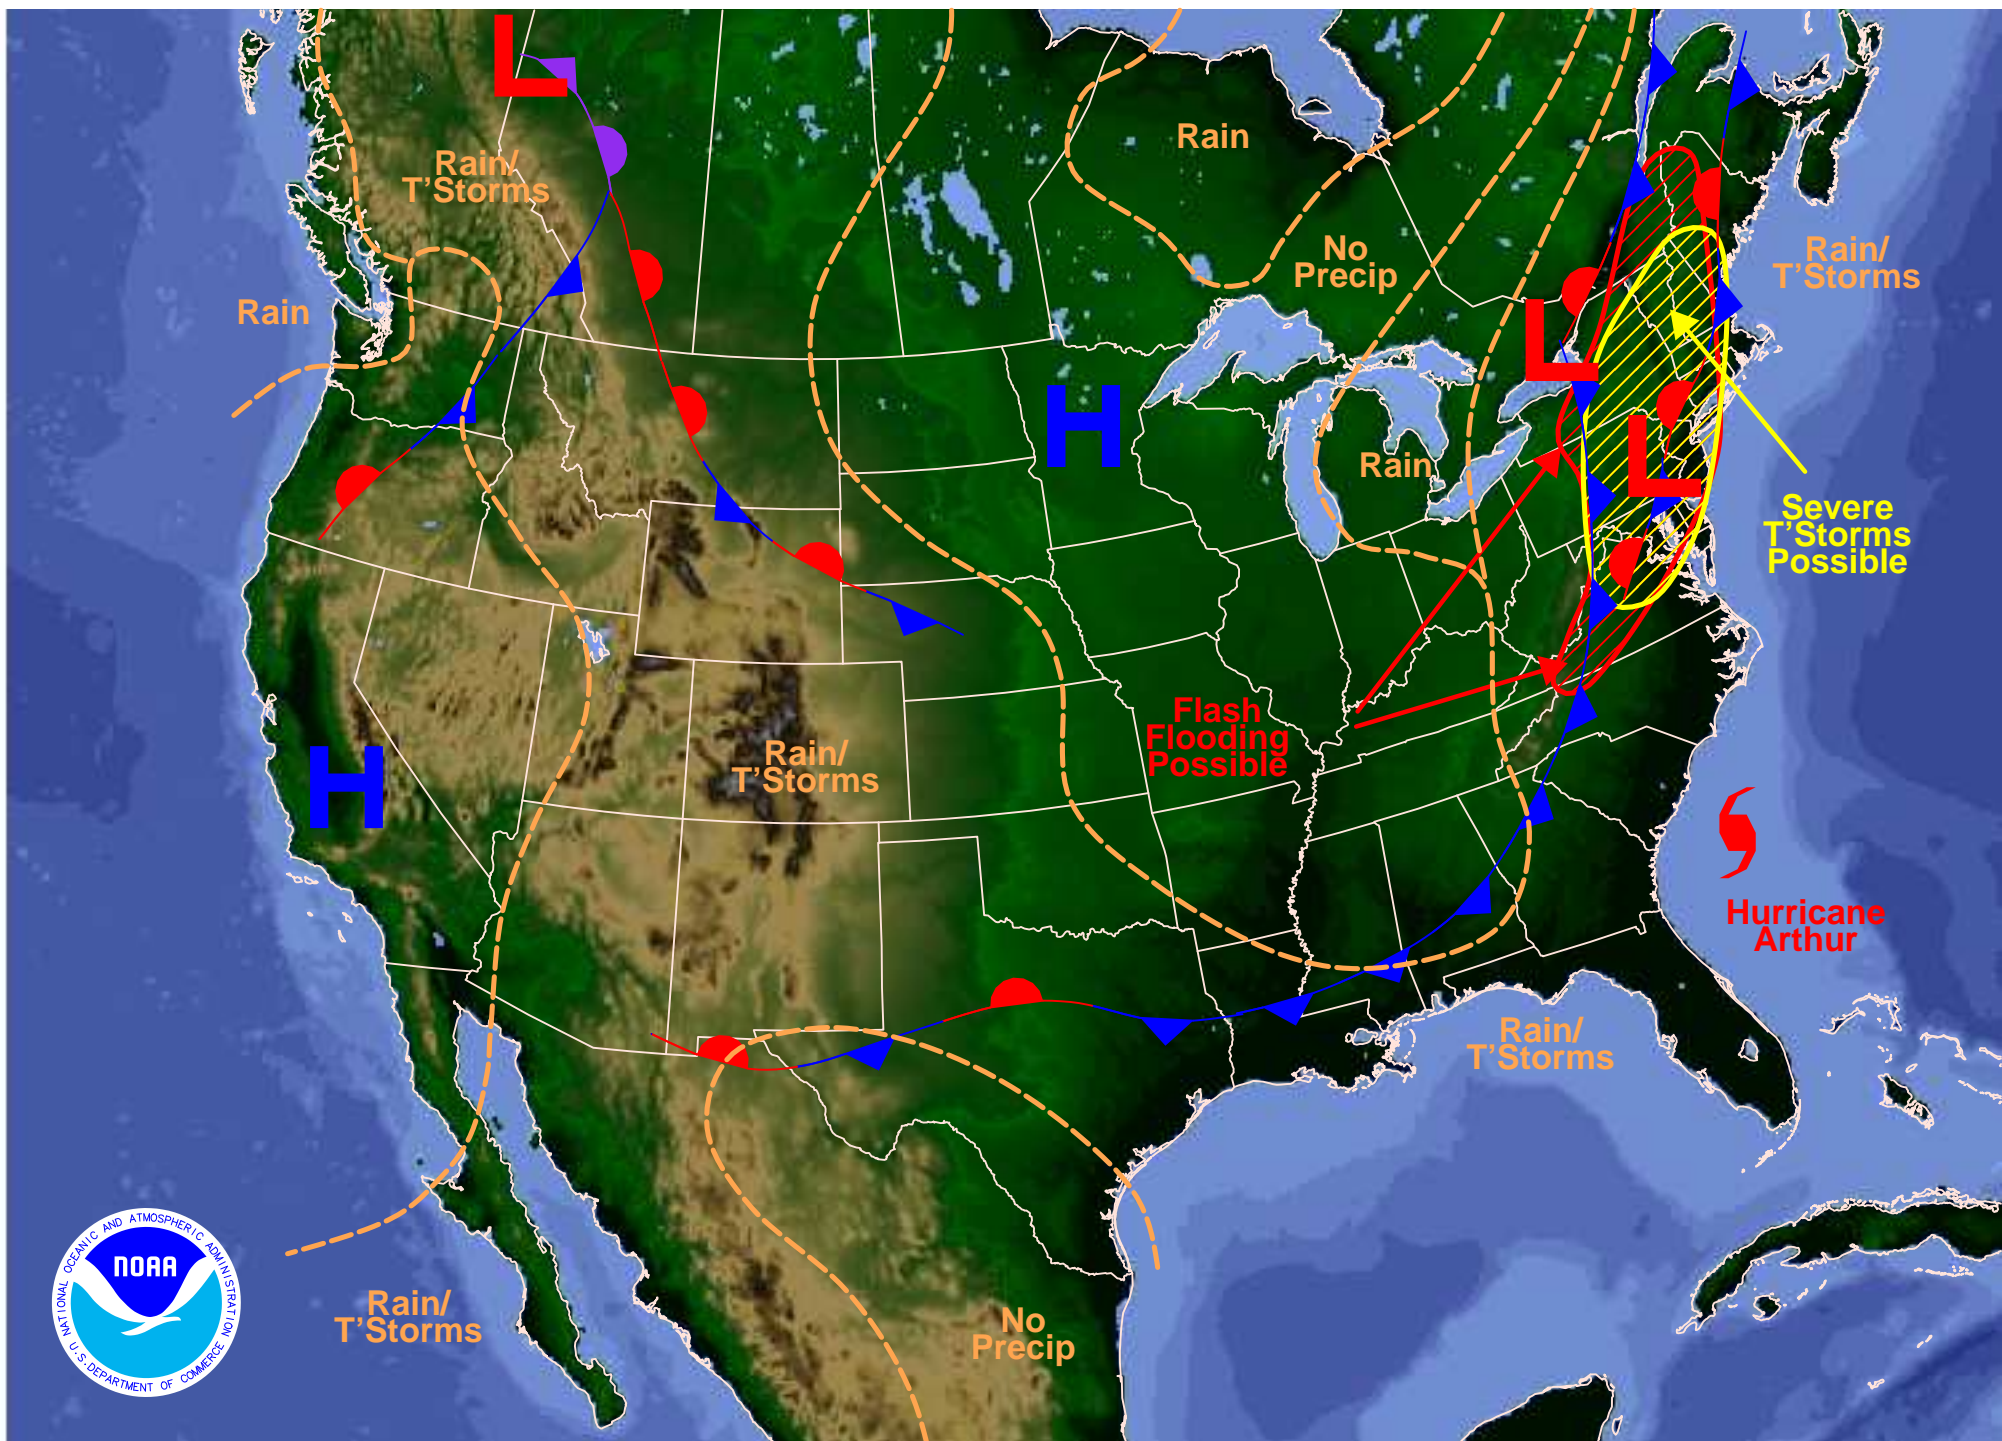 L
Rain/
T'Storms
Rain
Rain
No
Precip
Rain/
T'Storms
L
H
Rain
L
Severe
T'Storms
Possible
Flash
Flooding
Possible
Rain/
T'Storms
H
Hurricane
Arthur
Rain/
T'Storms
NATIONAL OCEANIC AND ATMOSPHERIC ADMINISTRATION
NOAA
U.S. DEPARTMENT OF COMMERCE
Rain/
T'Storms
No
Precip